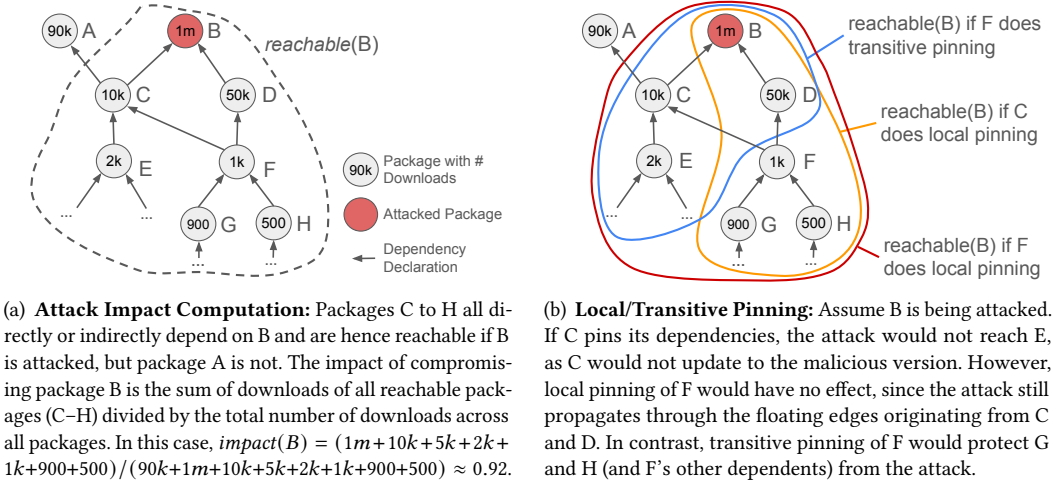 90k A
1m B
reachable(B)
10k C
50k D
2k E
1k F
900 G
500 H
...
...
...
...
90k Package with # Downloads
Attacked Package
Dependency Declaration
(a) Attack Impact Computation: Packages C to H all di-
rectly or indirectly depend on B and are hence reachable if B
is attacked, but package A is not. The impact of compromis-
ing package B is the sum of downloads of all reachable pack-
ages (C–H) divided by the total number of downloads across
all packages. In this case, impact(B) = (1m+10k+5k+2k+
1k+900+500)/(90k+1m+10k+5k+2k+1k+900+500) ≈ 0.92.
90k A
1m B
10k C
50k D
2k E
1k F
900 G
500 H
...
...
...
...
reachable(B) if F does
transitive pinning
reachable(B) if C
does local pinning
reachable(B) if F
does local pinning
(b) Local/Transitive Pinning: Assume B is being attacked.
If C pins its dependencies, the attack would not reach E,
as C would not update to the malicious version. However,
local pinning of F would have no effect, since the attack still
propagates through the floating edges originating from C
and D. In contrast, transitive pinning of F would protect G
and H (and F's other dependents) from the attack.